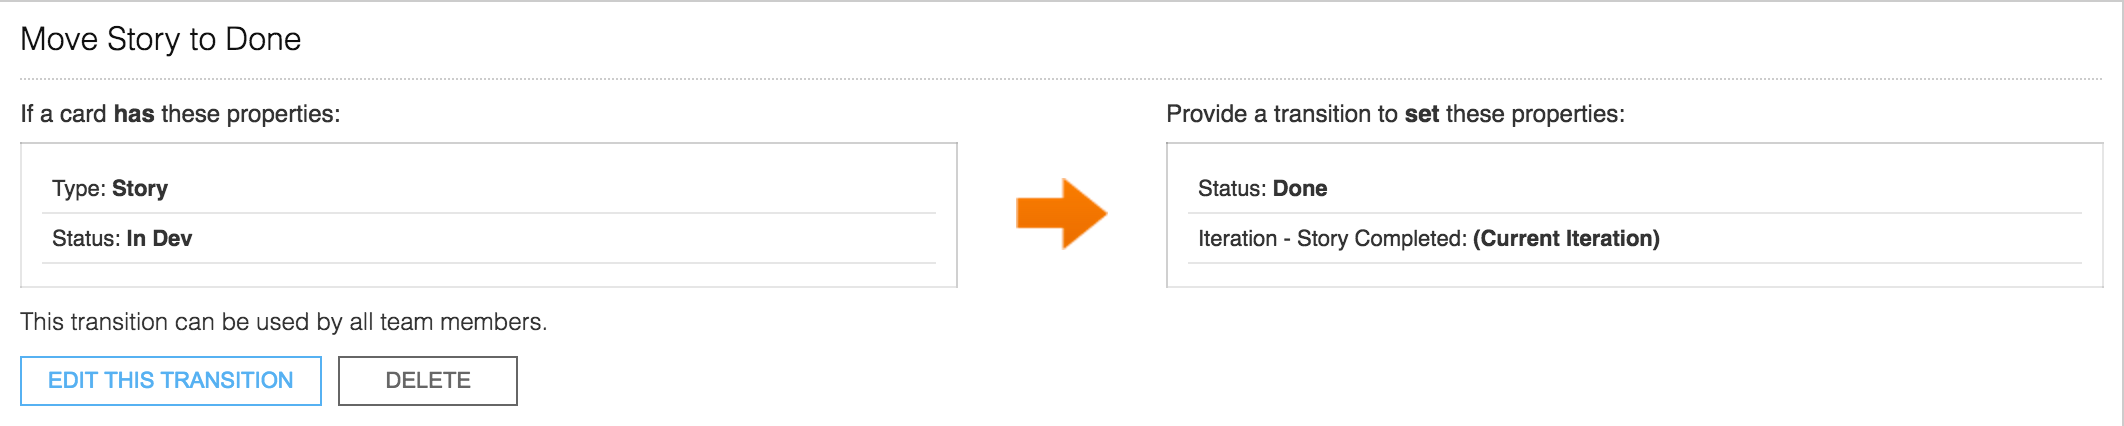 Move Story to Done
If a card has these properties:
Type: Story
Status: In Dev
Provide a transition to set these properties:
Status: Done
Iteration - Story Completed: (Current Iteration)
This transition can be used by all team members.
EDIT THIS TRANSITION
DELETE